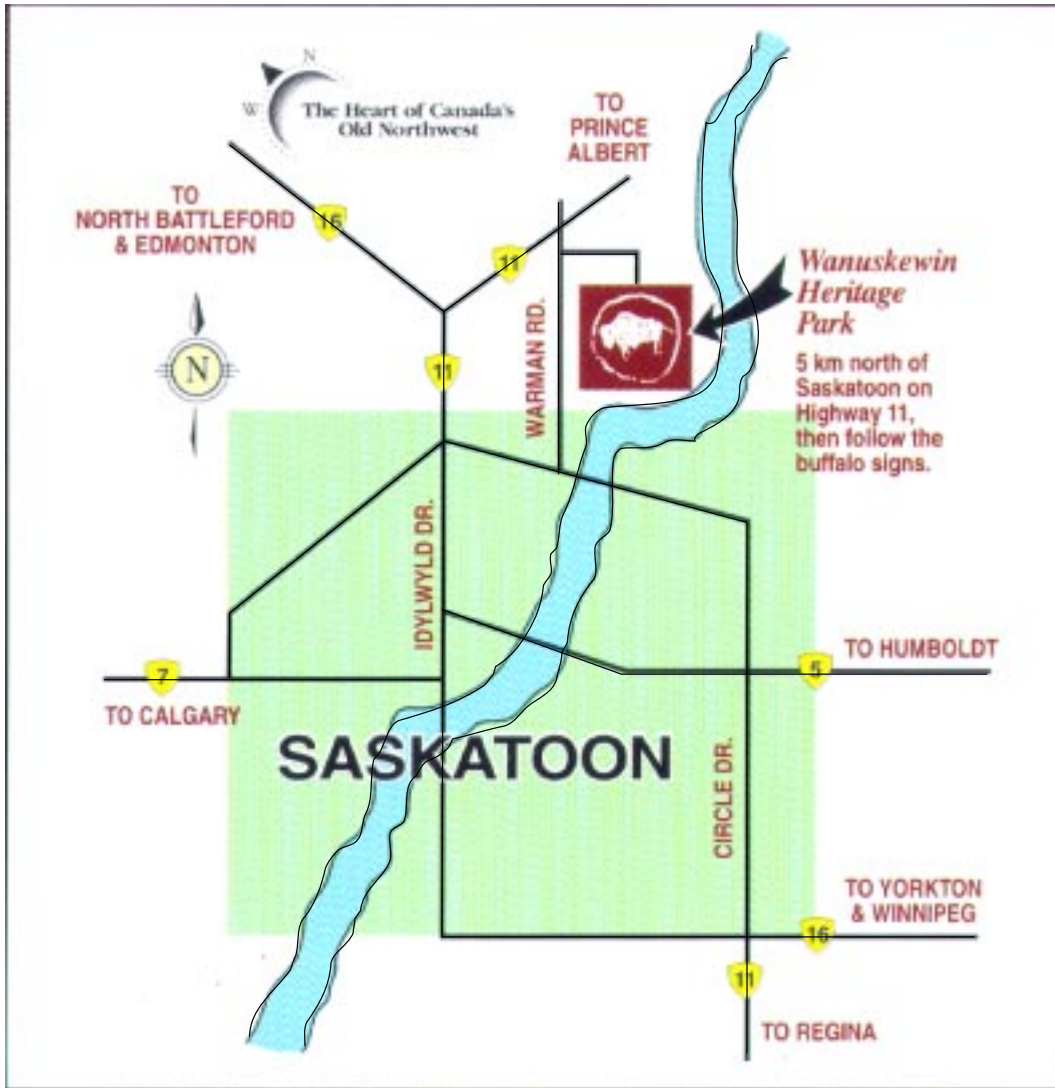 N
W
The Heart of Canada's
Old Northwest
TO
PRINCE
ALBERT
TO
NORTH BATTLEFORD
& EDMONTON
16
11
Wanuskewin
Heritage
Park
5 km north of
Saskatoon on
Highway 11,
then follow the
buffalo signs.
WARMAN RD.
N
11
IDYLWYLD DR.
TO HUMBOLDT
5
7
TO CALGARY
SASKATOON
CIRCLE DR.
TO YORKTON
& WINNIPEG
16
11
TO REGINA